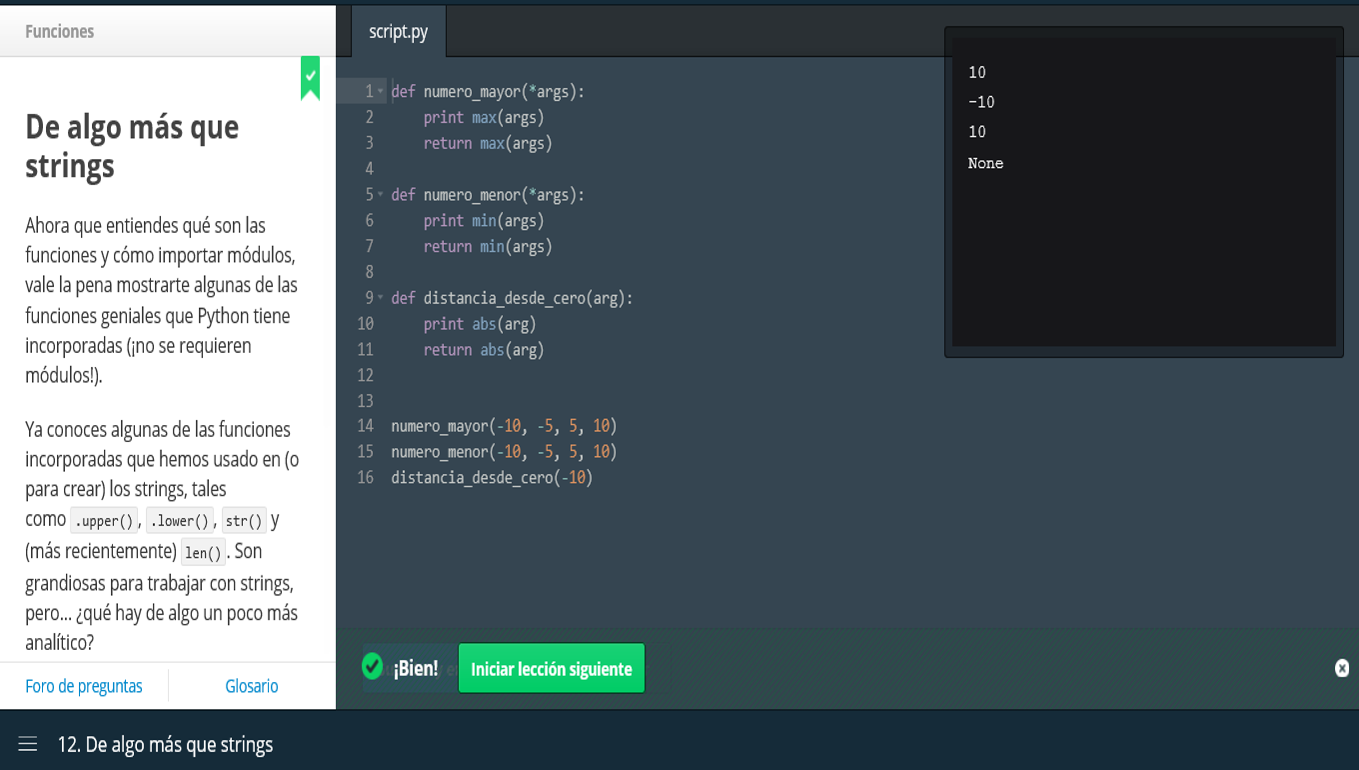 Funciones
De algo más que
strings
Ahora que entiendes qué son las
funciones y cómo importar módulos,
vale la pena mostrarte algunas de las
funciones geniales que Python tiene
incorporadas (¡no se requieren
módulos!).
Ya conoces algunas de las funciones
incorporadas que hemos usado en (o
para crear) los strings, tales
como .upper(), .lower(), str() y
(más recientemente) len(). Son
grandiosas para trabajar con strings,
pero... ¿qué hay de algo un poco más
analítico?
Foro de preguntas
Glosario
script.py
1 def numero_mayor(*args):
2     print max(args)
3     return max(args)
4
5 def numero_menor(*args):
6     print min(args)
7     return min(args)
8
9 def distancia_desde_cero(arg):
10     print abs(arg)
11     return abs(arg)
12
13
14 numero_mayor(-10, -5, 5, 10)
15 numero_menor(-10, -5, 5, 10)
16 distancia_desde_cero(-10)
10
-10
10
None
¡Bien!
Iniciar lección siguiente
12. De algo más que strings